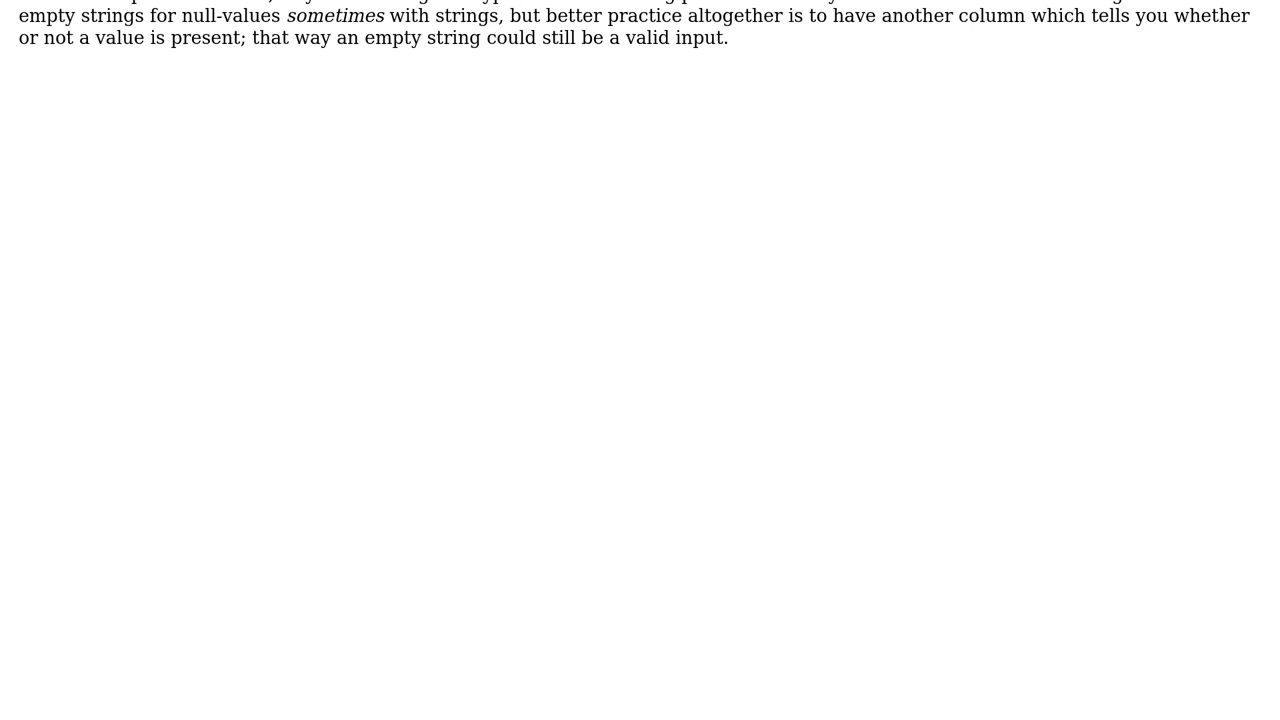 empty strings for null-values sometimes with strings, but better practice altogether is to have another column which tells you whether
or not a value is present; that way an empty string could still be a valid input.